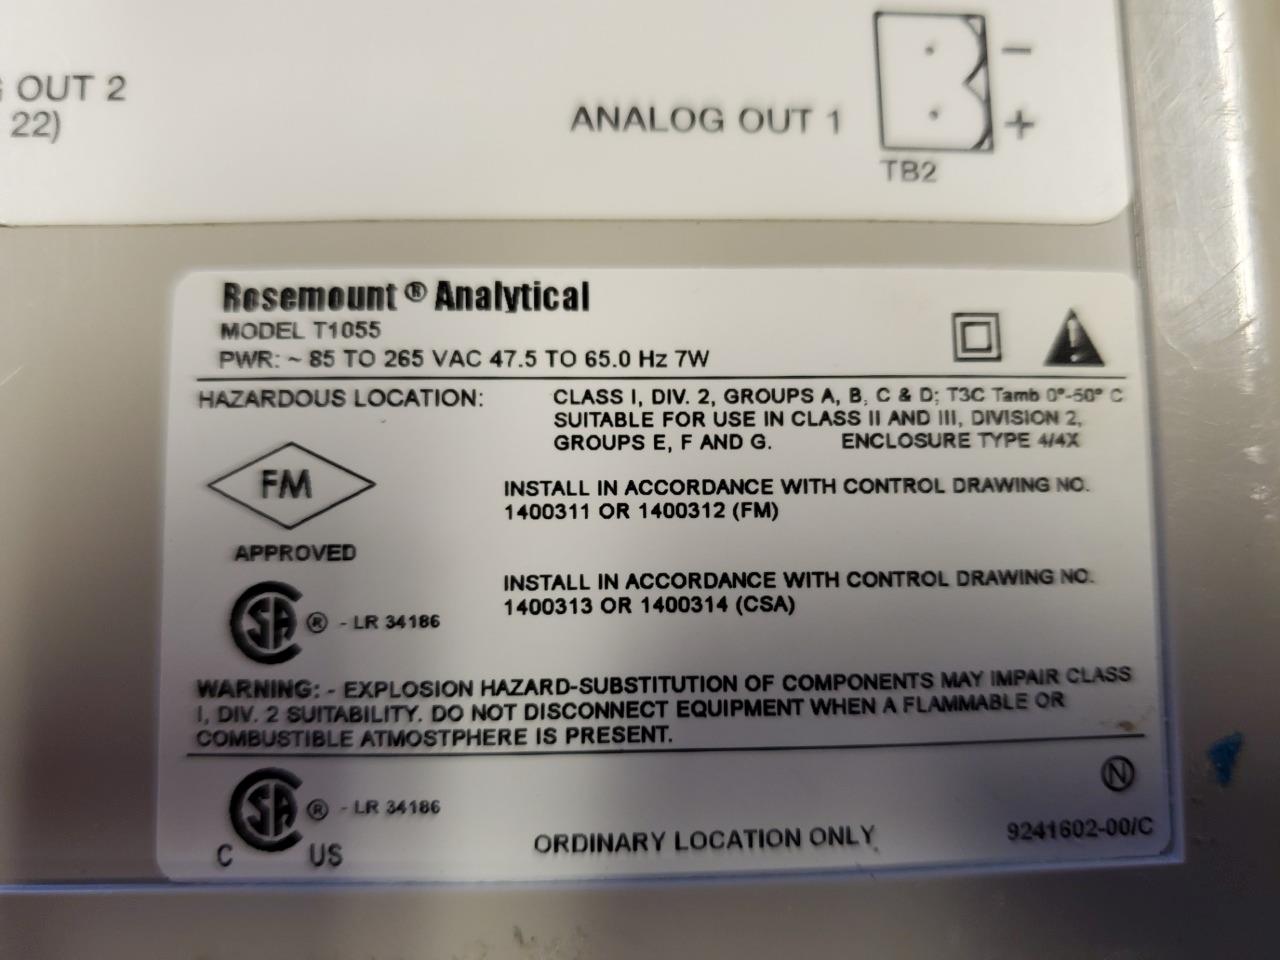 OUT 2
22)
ANALOG OUT 1
−
+
TB2
Rosemount® Analytical
MODEL T1055
PWR: ~ 85 TO 265 VAC 47.5 TO 65.0 Hz 7W
HAZARDOUS LOCATION: CLASS I, DIV. 2, GROUPS A, B, C & D; T3C Tamb 0°-50° C
SUITABLE FOR USE IN CLASS II AND III, DIVISION 2,
GROUPS E, F AND G. ENCLOSURE TYPE 4/4X
FM
APPROVED
INSTALL IN ACCORDANCE WITH CONTROL DRAWING NO.
1400311 OR 1400312 (FM)
INSTALL IN ACCORDANCE WITH CONTROL DRAWING NO.
1400313 OR 1400314 (CSA)
CSA ® - LR 34186
WARNING: - EXPLOSION HAZARD-SUBSTITUTION OF COMPONENTS MAY IMPAIR CLASS
I, DIV. 2 SUITABILITY. DO NOT DISCONNECT EQUIPMENT WHEN A FLAMMABLE OR
COMBUSTIBLE ATMOSTPHERE IS PRESENT.
CSA ® - LR 34186
C US
ORDINARY LOCATION ONLY
N
9241602-00/C